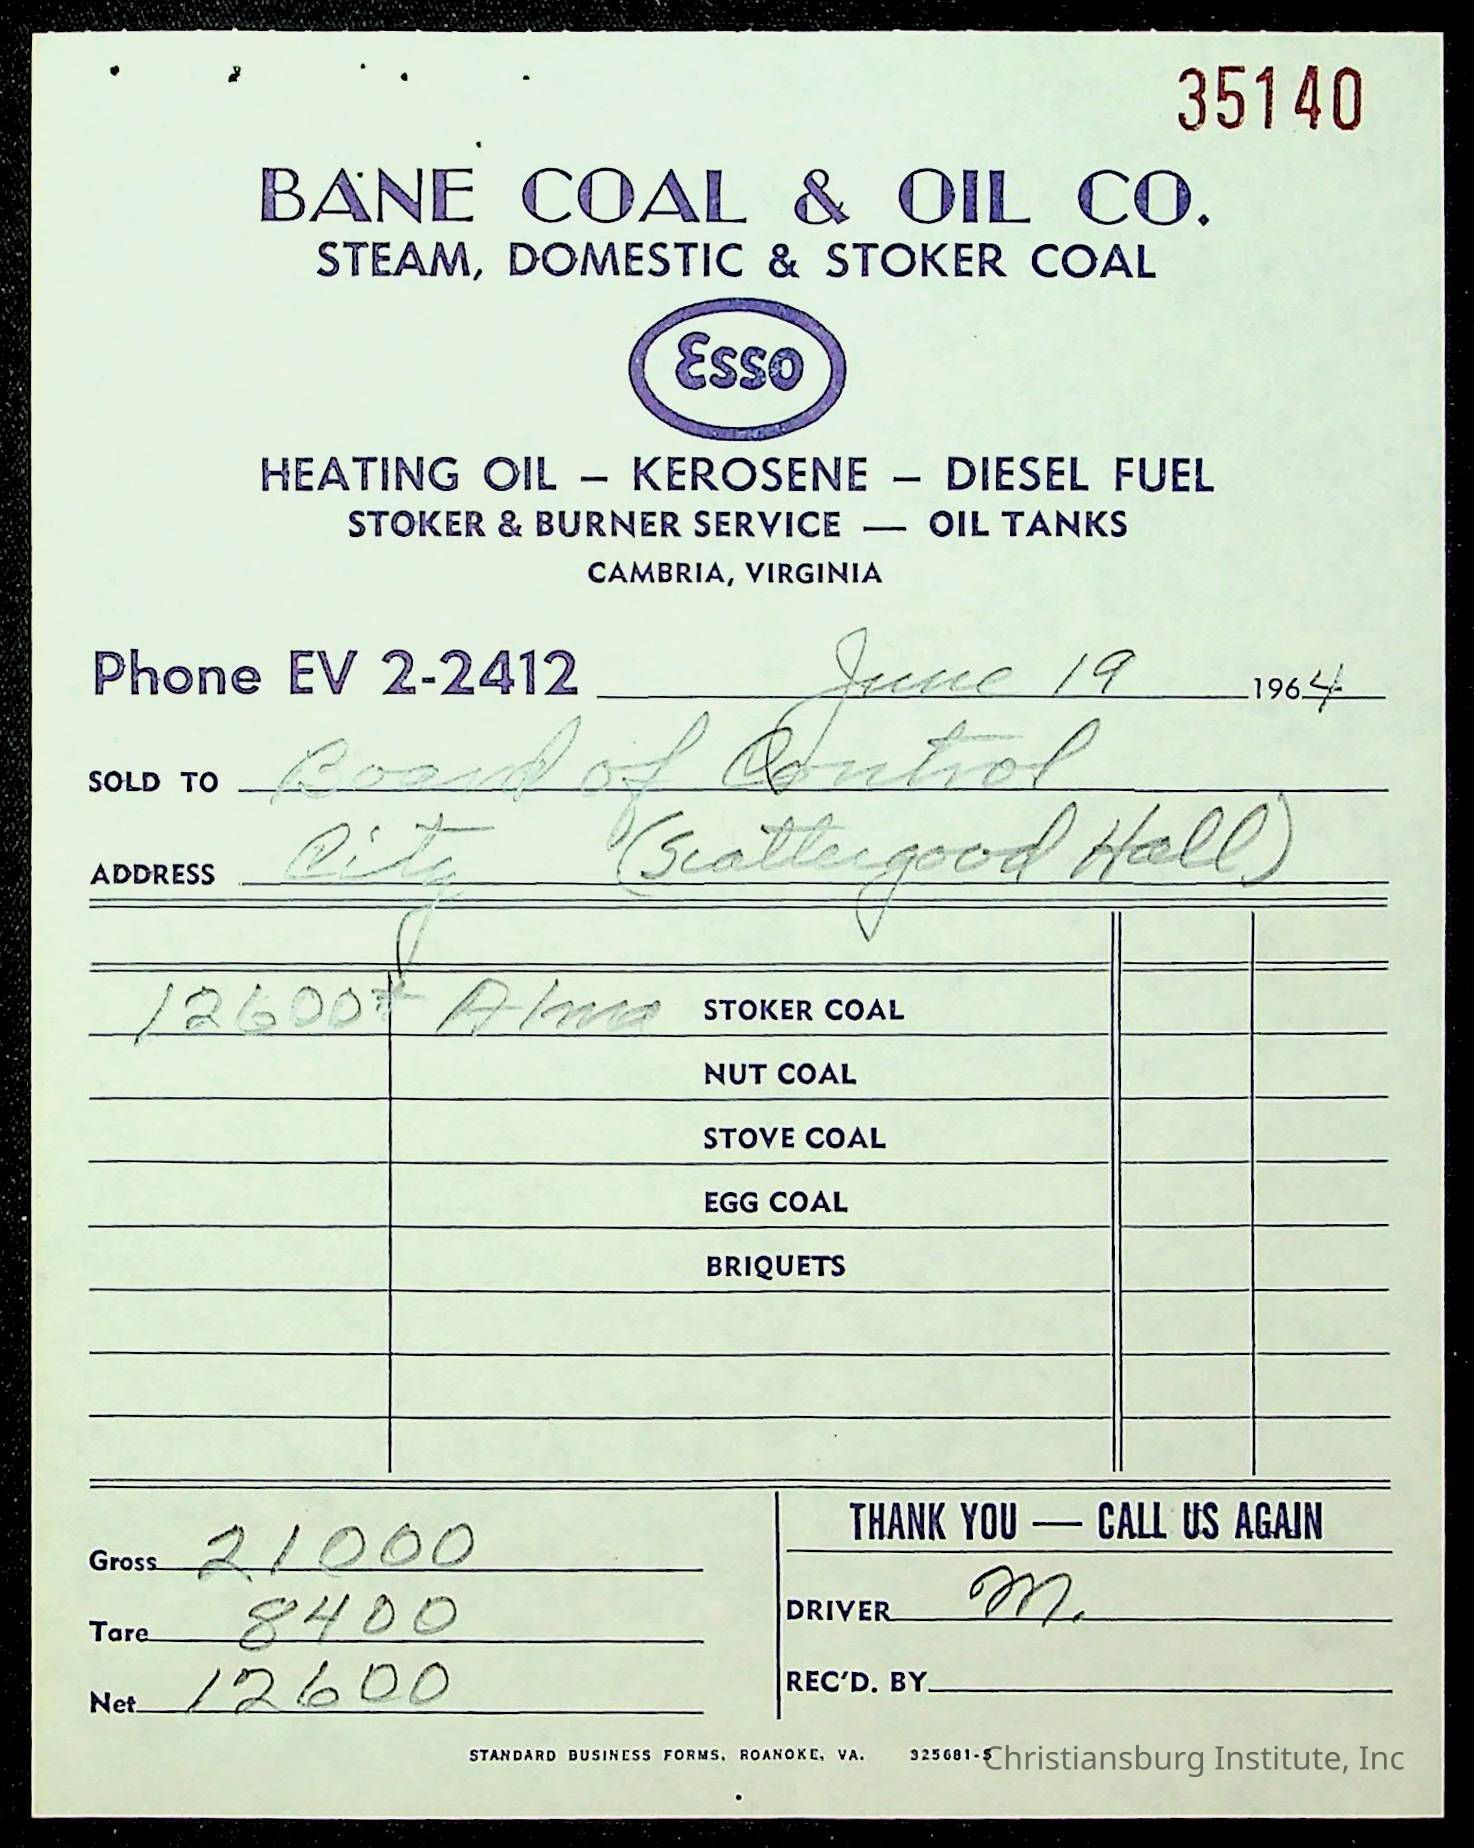 35140
BANE COAL & OIL CO.
STEAM, DOMESTIC & STOKER COAL
Esso
HEATING OIL – KEROSENE – DIESEL FUEL
STOKER & BURNER SERVICE — OIL TANKS
CAMBRIA, VIRGINIA
Phone EV 2-2412 June 19 1964
SOLD TO Board of Control
ADDRESS City (Scattergood Hall)
12600# Alma STOKER COAL
NUT COAL
STOVE COAL
EGG COAL
BRIQUETS
Gross 21000
Tare 8400
Net 12600
THANK YOU — CALL US AGAIN
DRIVER M.
REC'D. BY
STANDARD BUSINESS FORMS, ROANOKE, VA. 325681-S
Christiansburg Institute, Inc